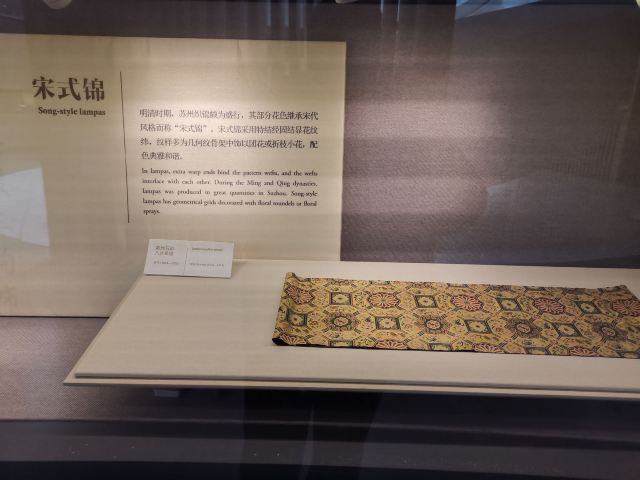 宋式锦
Song-style lampas
明清时期，苏州织锦颇为盛行，其部分花色继承宋代
风格而称“宋式锦”。宋式锦采用特结经固结显花纹
纬，纹样多为几何纹骨架中饰以团花或折枝小花，配
色典雅和谐。
In lampas, extra warp ends bind the pattern wefts, and the wefts
interlace with each other. During the Ming and Qing dynasties,
lampas was produced in great quantities in Suzhou. Song-style
lampas has geometrical grids decorated with floral roundels or floral
sprays.